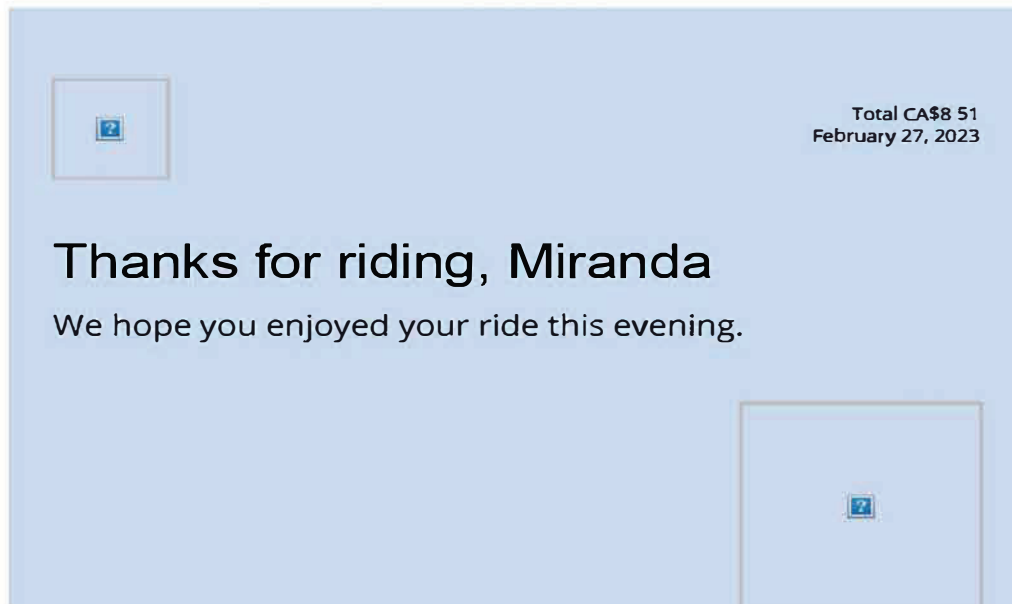 Total CA$8 51
February 27, 2023
Thanks for riding, Miranda
We hope you enjoyed your ride this evening.